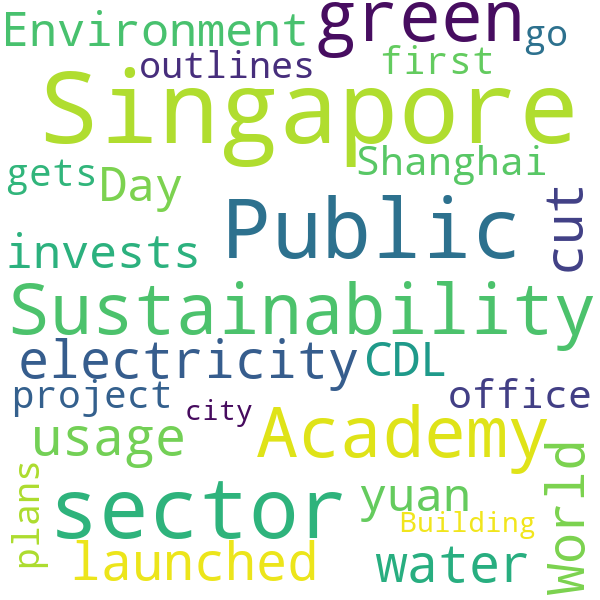 green
Environment
go
outlines
first
Singapore
Shanghai
gets
Day
cut
Public
invests
Sustainability
electricity
CDL
project
office
city
Academy
usage
World
plans
sector
yuan
Building
launched
water